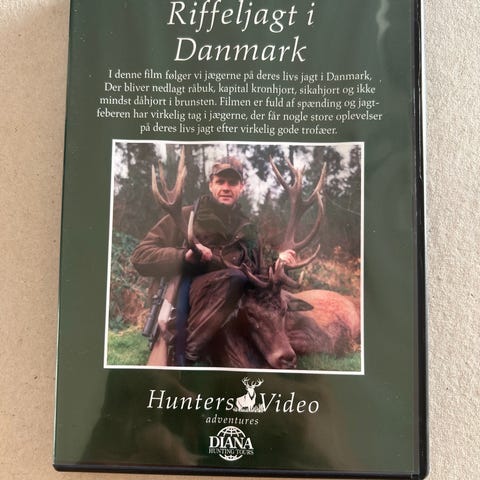 Riffeljagt i
Danmark
I denne film følger vi jægerne på deres livs jagt i Danmark,
Der bliver nedlagt råbuk, kapital kronhjort, sikahjort og ikke
mindst dåhjort i brunsten. Filmen er fuld af spænding og jagt-
feberen har virkelig tag i jægerne, der får nogle store oplevelser
på deres livs jagt efter virkelig gode trofæer.
Hunters Video
adventures
DIANA
HUNTING TOURS